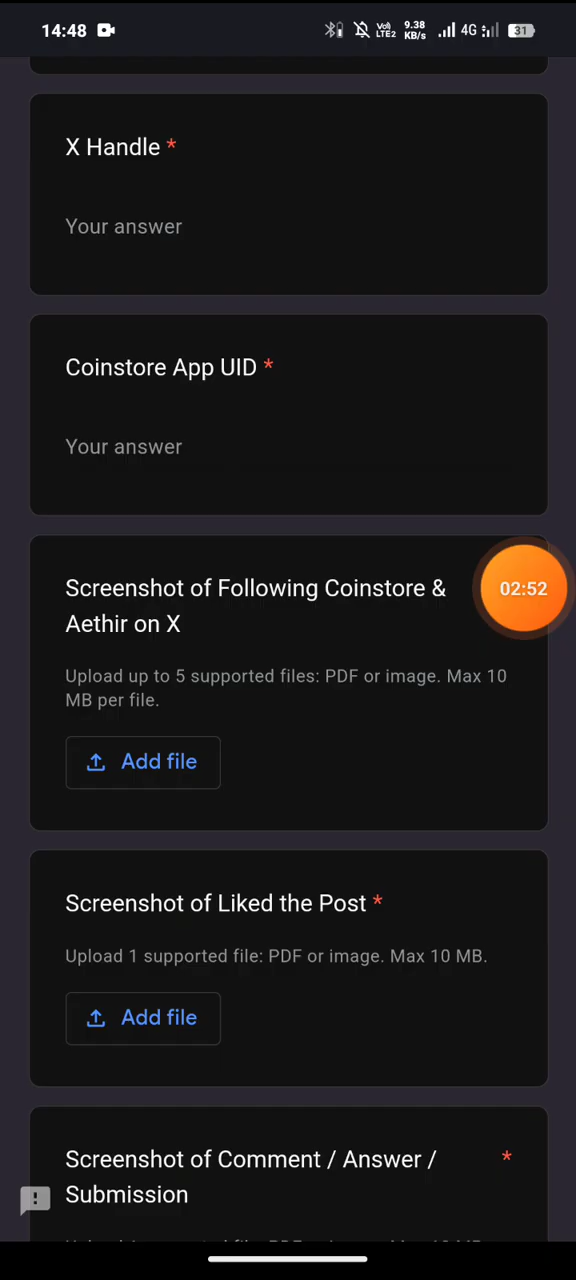 14:48
Vo)
LTE2
9.38
KB/s
4G
31
X Handle *
Your answer
Coinstore App UID *
Your answer
Screenshot of Following Coinstore &
Aethir on X
02:52
Upload up to 5 supported files: PDF or image. Max 10
MB per file.
Add file
Screenshot of Liked the Post *
Upload 1 supported file: PDF or image. Max 10 MB.
Add file
Screenshot of Comment / Answer / *
Submission